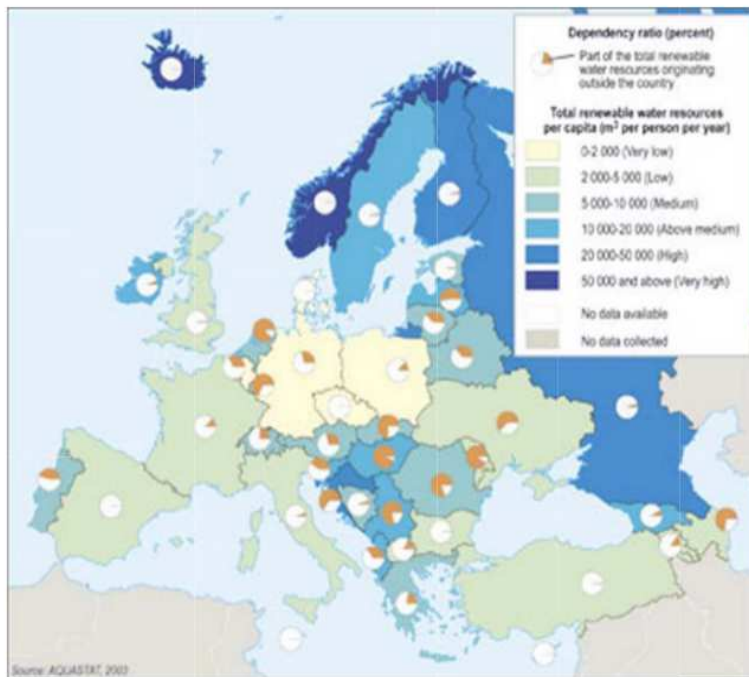 Dependency ratio (percent)
Part of the total renewable
water resources originating
outside the country
Total renewable water resources
per capita (m³ per person per year)
0-2 000 (Very low)
2 000-5 000 (Low)
5 000-10 000 (Medium)
10 000-20 000 (Above medium)
20 000-50 000 (High)
50 000 and above (Very high)
No data available
No data collected
Source: AQUASTAT, 2003